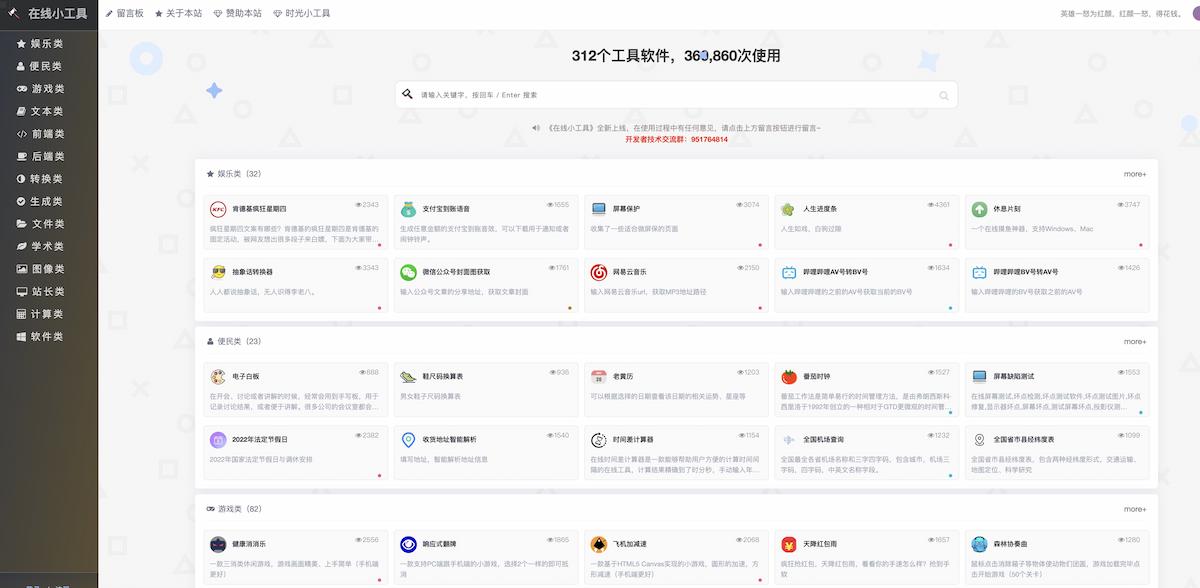 在线小工具
留言板 关于本站 赞助本站 时光小工具
英雄一怒为红颜，红颜一怒，得花钱。
娱乐类
便民类
游戏类
文本类
前端类
后端类
转换类
生成类
文件类
学术类
图像类
站长类
计算类
软件类
312个工具软件，360,860次使用
请输入关键字，按回车 / Enter 搜索
《在线小工具》全新上线，在使用过程中有任何意见，请点击上方留言按钮进行留言~
开发者技术交流群：951764814
娱乐类（32） more+
KFC 肯德基疯狂星期四 2343
疯狂星期四文案有哪些？肯德基的疯狂星期四是肯德基的
固定活动，被网友想出很多段子来白嫖，下面为大家带...
支付宝到账语音 1655
生成任意金额的支付宝到账音效，可以下载用于通知或者
闹钟铃声。
屏幕保护 3074
收集了一些适合做屏保的页面
人生进度条 4361
人生如戏，白驹过隙
休息片刻 3747
一个在线摸鱼神器，支持Windows、Mac
抽象话转换器 3343
人人都说抽象话，无人识得李老八。
微信公众号封面图获取 1761
输入公众号文章的分享地址，获取文章封面
网易云音乐 2150
输入网易云音乐url，获取MP3地址路径
哔哩哔哩AV号转BV号 1634
输入哔哩哔哩的之前的AV号获取当前的BV号
哔哩哔哩BV号转AV号 1426
输入哔哩哔哩的BV号获取之前的AV号
便民类（23） more+
电子白板 688
在开会、讨论或者讲解的时候，经常会用到手写板，用于
记录讨论结果，或者便于讲解，很多公司的会议室都会...
鞋尺码换算表 936
男女鞋子尺码换算表
老黄历 1203
可以根据选择的日期查看该日期的相关运势、星座等
番茄时钟 1527
番茄工作法是简单易行的时间管理方法，是由弗朗西斯科·
西里洛于1992年创立的一种相对于GTD更微观的时间管...
屏幕缺陷测试 1553
在线屏幕测试,坏点检测,坏点测试软件,坏点测试图片,坏点
修复,显示器坏点,屏幕坏点,测试屏幕坏点,投影仪测...
2022年法定节假日 2382
2022年国家法定节假日与调休安排
收货地址智能解析 1540
填写地址，智能解析地址信息
时间差计算器 1154
在线时间差计算器是一款能够帮助用户方便的计算时间间
隔的在线工具，计算结果精确到了时分秒，手动输入年...
全国机场查询 1232
全国最全各省机场名称和三字四字码，包含城市，机场三
字码、四字码，中英文名称字段。
全国省市县经纬度表 1099
全国省市县经纬度表，包含两种经纬度形式，交通运输、
地图定位、科学研究
游戏类（82） more+
健康消消乐 2556
一款三消类休闲游戏，游戏画面精美，上手简单（手机端
更好）
响应式翻牌 1865
一款支持PC端跟手机端的小游戏，选择2个一样的即可抵
消
飞机加减速 2068
一款基于HTML5 Canvas实现的小游戏，圆形的加速，方
形减速（手机端更好）
天降红包雨 1657
疯狂抢红包，天降红包雨，看看你的手速怎么样？抢到手
软
森林协奏曲 1280
鼠标点击消除箱子等物体使动物们团团，游戏加载完毕点
击开始游戏（50个关卡）